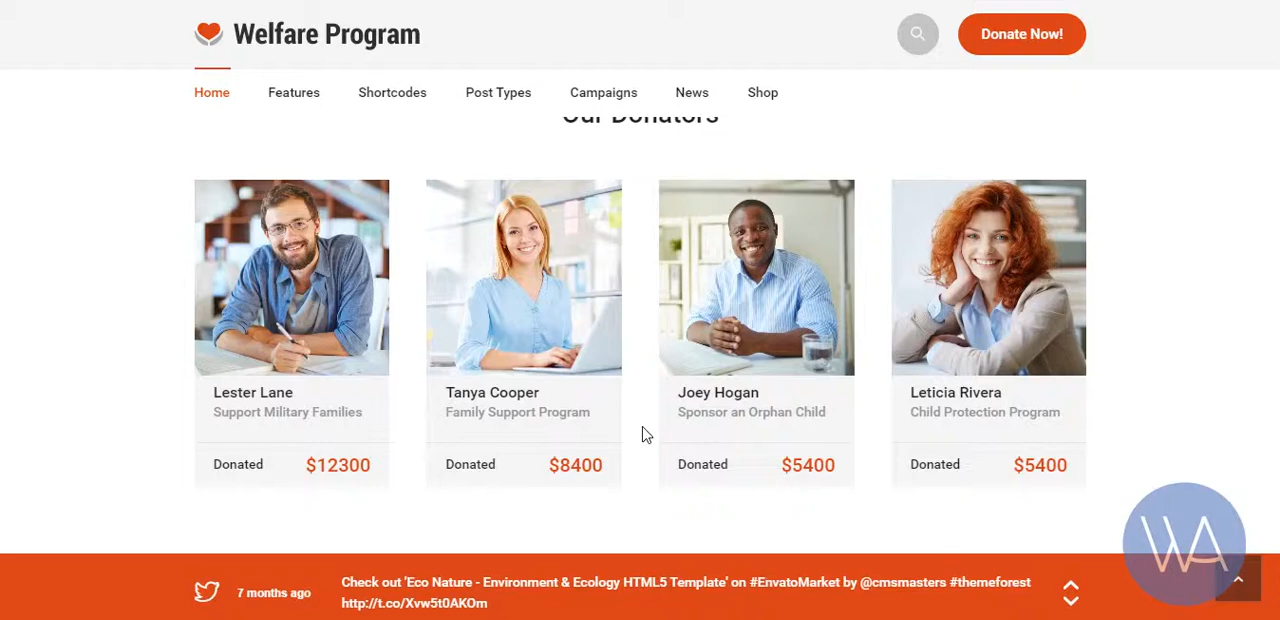 Welfare Program
Donate Now!
Home Features Shortcodes Post Types Campaigns News Shop
Our Donators
Lester Lane Tanya Cooper Joey Hogan Leticia Rivera
Support Military Families Family Support Program Sponsor an Orphan Child Child Protection Program
Donated $12300 Donated $8400 Donated $5400 Donated $5400
WA
7 months ago
Check out 'Eco Nature - Environment & Ecology HTML5 Template' on #EnvatoMarket by @cmsmasters #themeforest
http://t.co/Xvw5t0AKOm